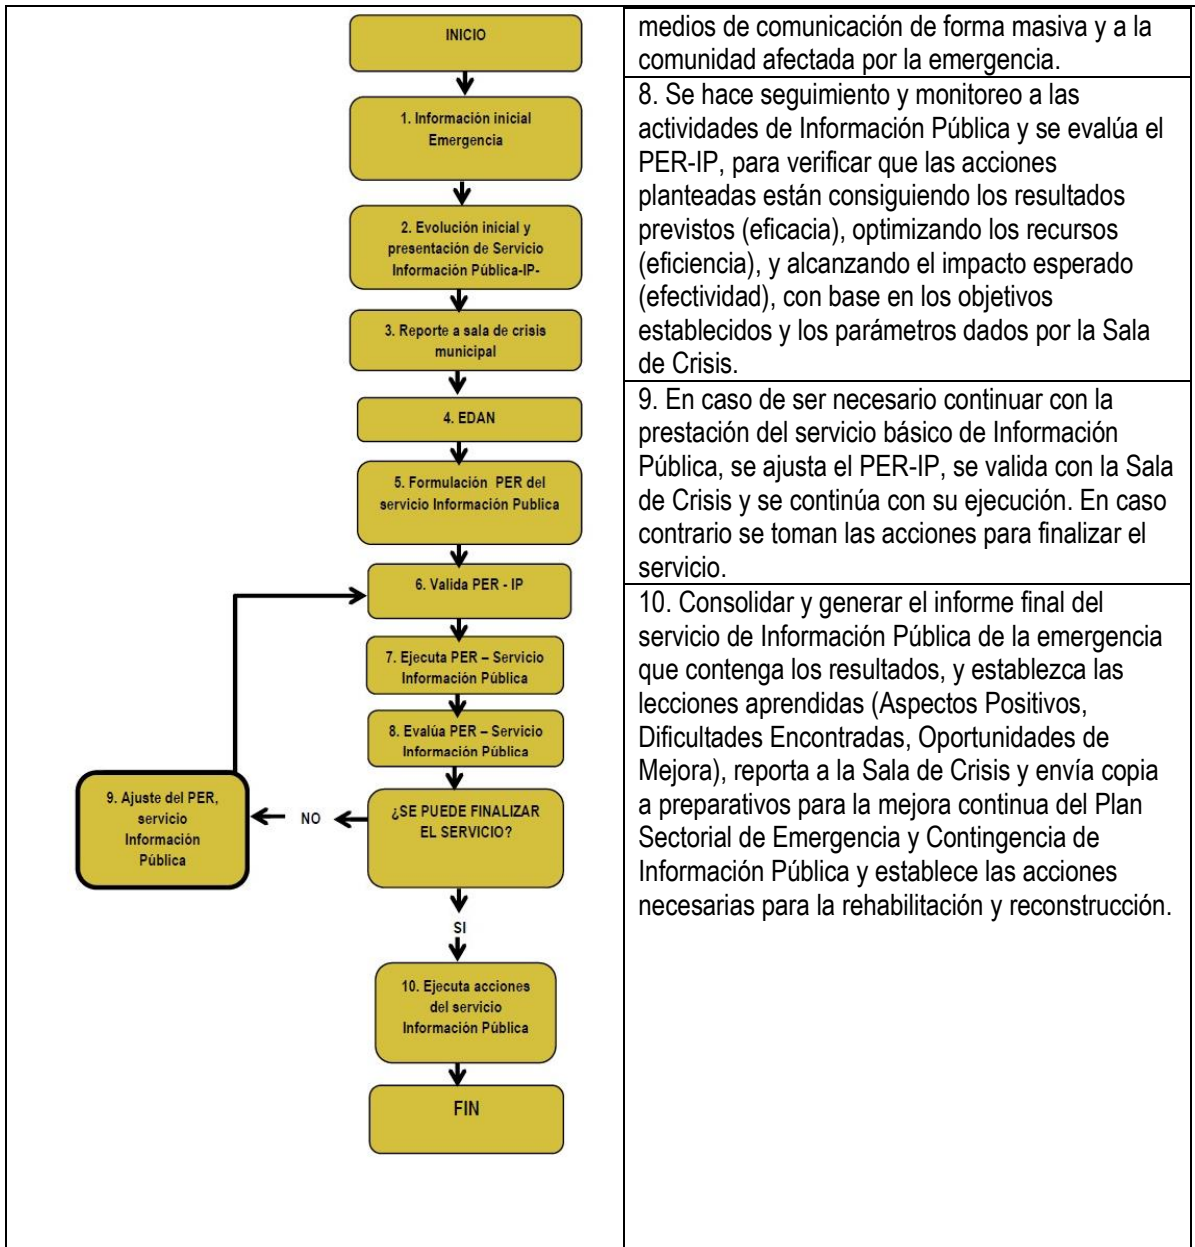 INICIO
1. Información inicial
Emergencia
2. Evolución inicial y
presentación de Servicio
Información Pública-IP-
3. Reporte a sala de crisis
municipal
4. EDAN
5. Formulación PER del
servicio Información Publica
6. Valida PER - IP
7. Ejecuta PER – Servicio
Información Pública
8. Evalúa PER – Servicio
Información Pública
¿SE PUEDE FINALIZAR
EL SERVICIO?
NO
9. Ajuste del PER,
servicio
Información
Pública
SI
10. Ejecuta acciones
del servicio
Información Pública
FIN
medios de comunicación de forma masiva y a la
comunidad afectada por la emergencia.
8. Se hace seguimiento y monitoreo a las
actividades de Información Pública y se evalúa el
PER-IP, para verificar que las acciones
planteadas están consiguiendo los resultados
previstos (eficacia), optimizando los recursos
(eficiencia), y alcanzando el impacto esperado
(efectividad), con base en los objetivos
establecidos y los parámetros dados por la Sala
de Crisis.
9. En caso de ser necesario continuar con la
prestación del servicio básico de Información
Pública, se ajusta el PER-IP, se valida con la Sala
de Crisis y se continúa con su ejecución. En caso
contrario se toman las acciones para finalizar el
servicio.
10. Consolidar y generar el informe final del
servicio de Información Pública de la emergencia
que contenga los resultados, y establezca las
lecciones aprendidas (Aspectos Positivos,
Dificultades Encontradas, Oportunidades de
Mejora), reporta a la Sala de Crisis y envía copia
a preparativos para la mejora continua del Plan
Sectorial de Emergencia y Contingencia de
Información Pública y establece las acciones
necesarias para la rehabilitación y reconstrucción.